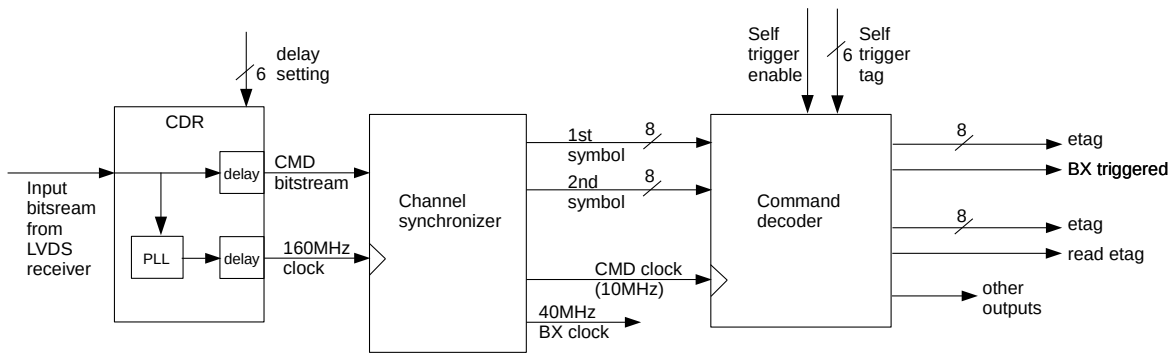 delay
setting
6
CDR
Input
bitsream
from
LVDS
receiver
delay
PLL
delay
CMD
bitstream
160MHz
clock
Channel
synchronizer
1st
symbol
8
2nd
symbol
8
CMD clock
(10MHz)
40MHz
BX clock
Self
trigger
enable
6
Self
trigger
tag
Command
decoder
8
etag
BX triggered
8
etag
read etag
other
outputs